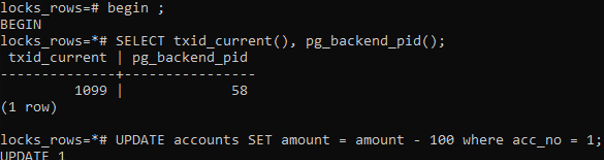 locks_rows=# begin ;
BEGIN
locks_rows=*# SELECT txid_current(), pg_backend_pid();
 txid_current | pg_backend_pid
--------------+----------------
         1099 |             58
(1 row)

locks_rows=*# UPDATE accounts SET amount = amount - 100 where acc_no = 1;
UPDATE 1